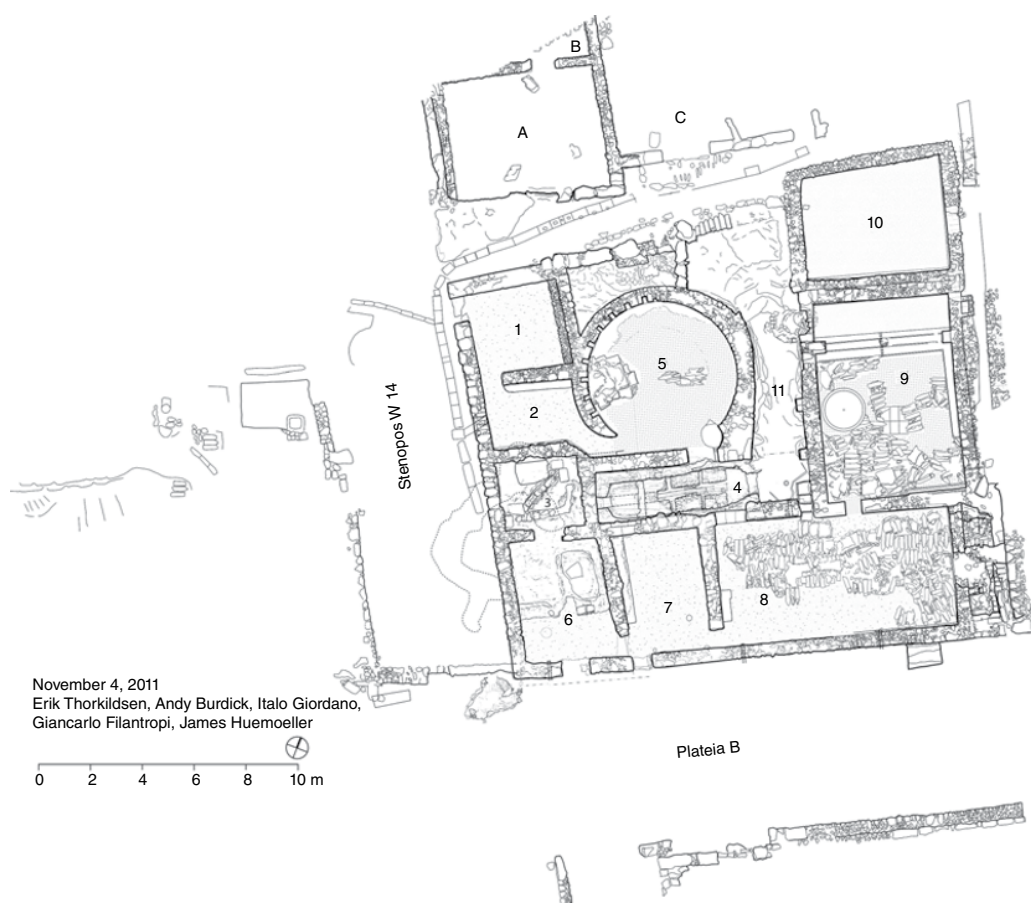 B
A
C
10
1
5
9
2
11
Stenopos W 14
4
3
6
7
8
November 4, 2011
Erik Thorkildsen, Andy Burdick, Italo Giordano,
Giancarlo Filantropi, James Huemoeller
0 2 4 6 8 10 m
Plateia B